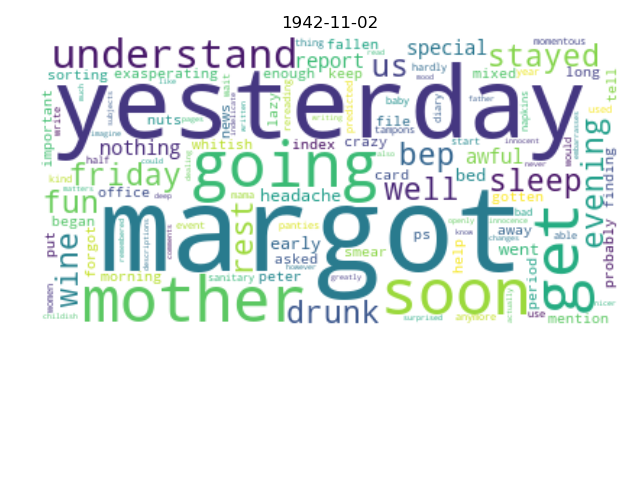 1942-11-02
understand
thing
fallen
special
momentous
report
us
stayed
sorting
exasperating
enough
keep
mixed
year
long
like
much
hardly
mood
read
wait
tell
yesterday
important
write
nuts
pages
subjects
imagine
news
indelicate
written
lazy
rereading
predicted
baby
file
tampons
diary
father
start
napkins
used
innocent
embarrasses
nothing
whitish
index
crazy
bep
awful
never
would
half
could
friday
going
dealing
writing
also
card
well
bed
sleep
evening
finding
probably
kind
matters
deep
office
headache
gotten
fun
margot
get
began
remembered
descriptions
comments
rest
mama
event
panties
early
asked
however
ps
smear
openly
innocence
know
changes
bad
away
able
went
help
period
put
wine
forgot
morning
sanitary
peter
greatly
anymore
actually
use
mention
nicer
women
childish
mother
drunk
soon
surprised